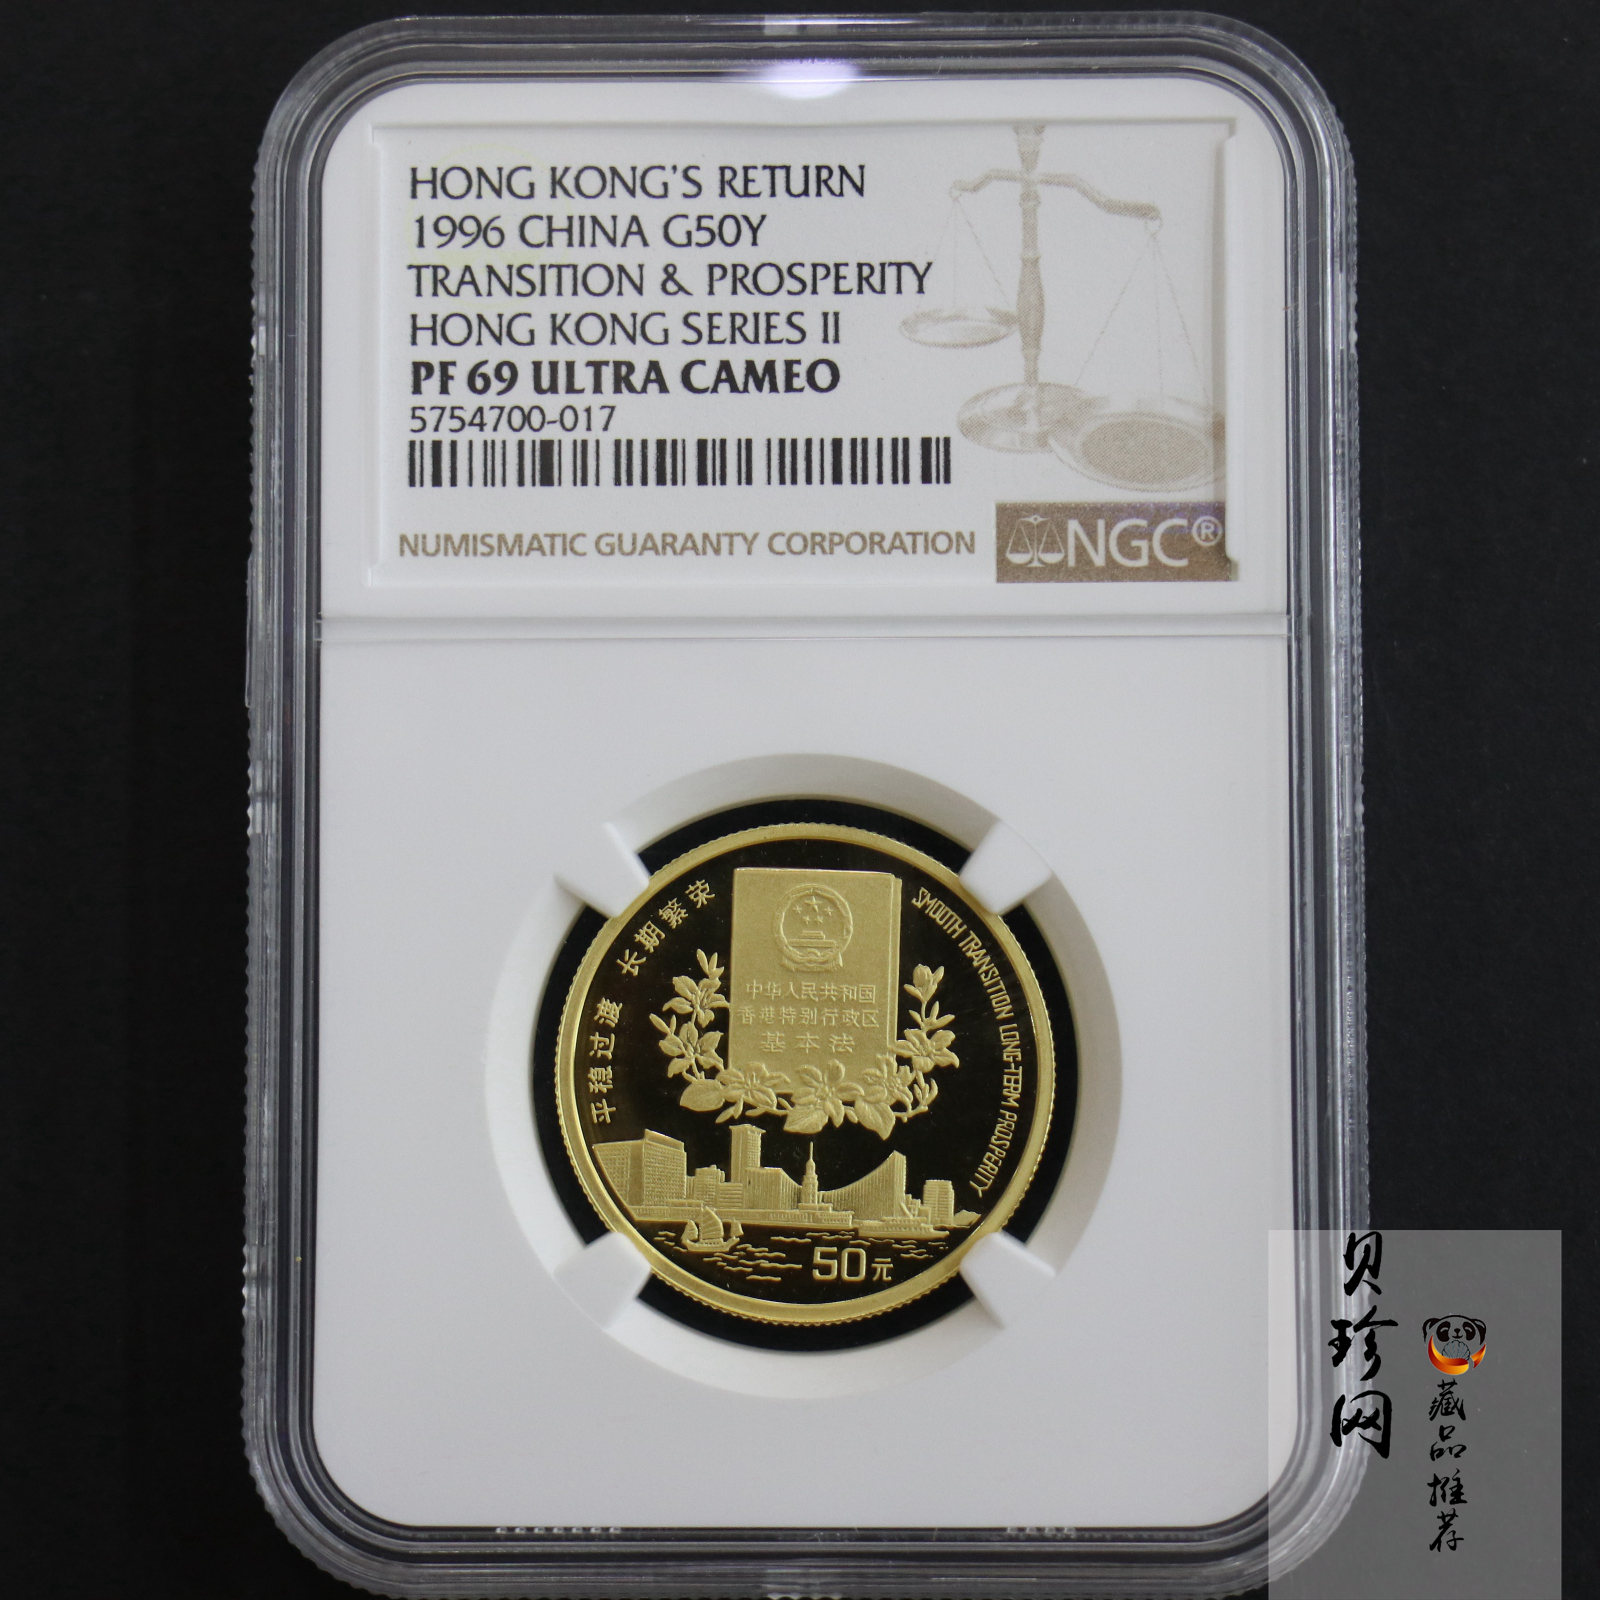 HONG KONG'S RETURN
1996 CHINA G50Y
TRANSITION & PROSPERITY
HONG KONG SERIES II
PF 69 ULTRA CAMEO
5754700-017
NUMISMATIC GUARANTY CORPORATION
NGC®
平稳过渡 长期繁荣
SMOOTH TRANSITION LONG-TERM PROSPERITY
中华人民共和国
香港特别行政区
基本法
50元
贝珍网
藏品推荐